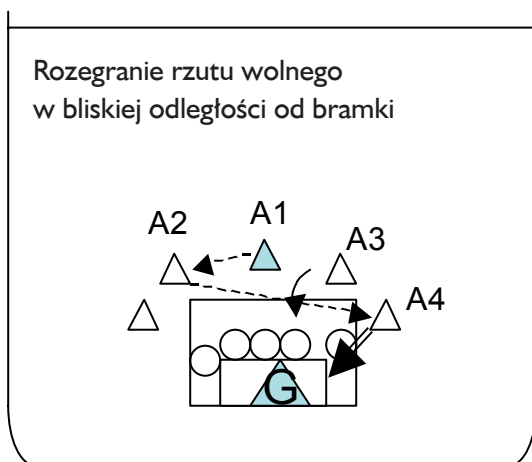 Rozegranie rzutu wolnego
w bliskiej odległości od bramki
A1
A2
A3
A4
G